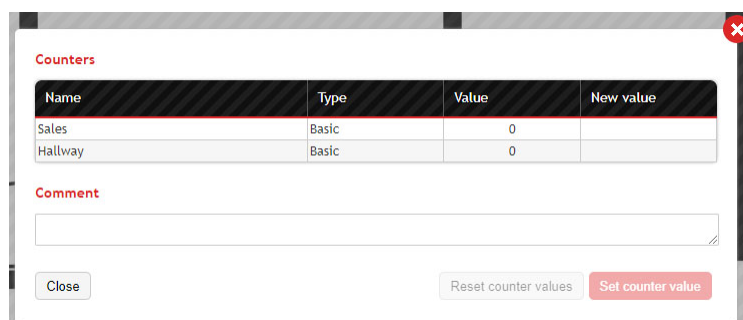 Counters
Name Type Value New value
Sales Basic 0
Hallway Basic 0
Comment
Close Reset counter values Set counter value